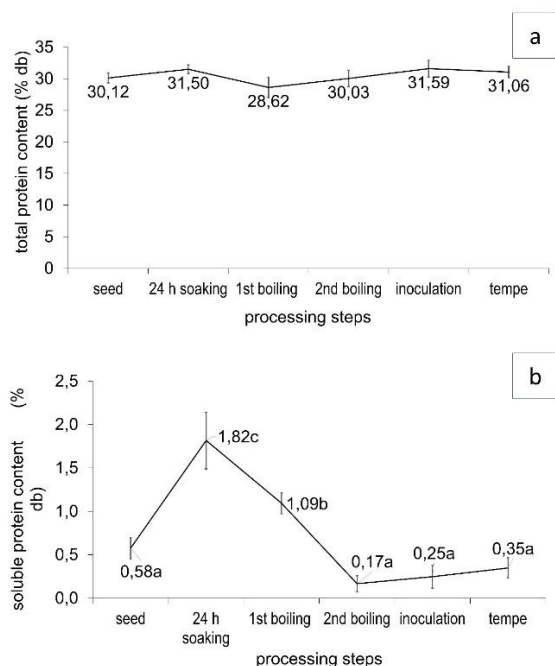 a
total protein content (% db)
35
30
25
20
15
10
5
0
30,12
31,50
28,62
30,03
31,59
31,06
seed
24 h soaking
1st boiling
2nd boiling
inoculation
tempe
processing steps
b
soluble protein content (%
db)
2,5
2,0
1,5
1,0
0,5
0,0
0,58a
1,82c
1,09b
0,17a
0,25a
0,35a
seed
24 h
soaking
1st boiling
2nd boiling
inoculation
tempe
processing steps